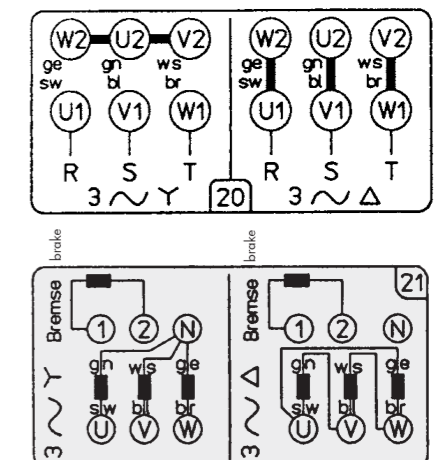 W2 U2 V2 W2 U2 V2
ge gn ws ge gn ws
sw bl br sw bl br
U1 V1 W1 U1 V1 W1
R S T R S T
3 Y 20 3 Δ
brake brake
21
Bremse 1 2 N Bremse 1 2 N
gn ws ge gn ws ge
sw bl br sw bl br
3 Y U V W 3 Δ U V W